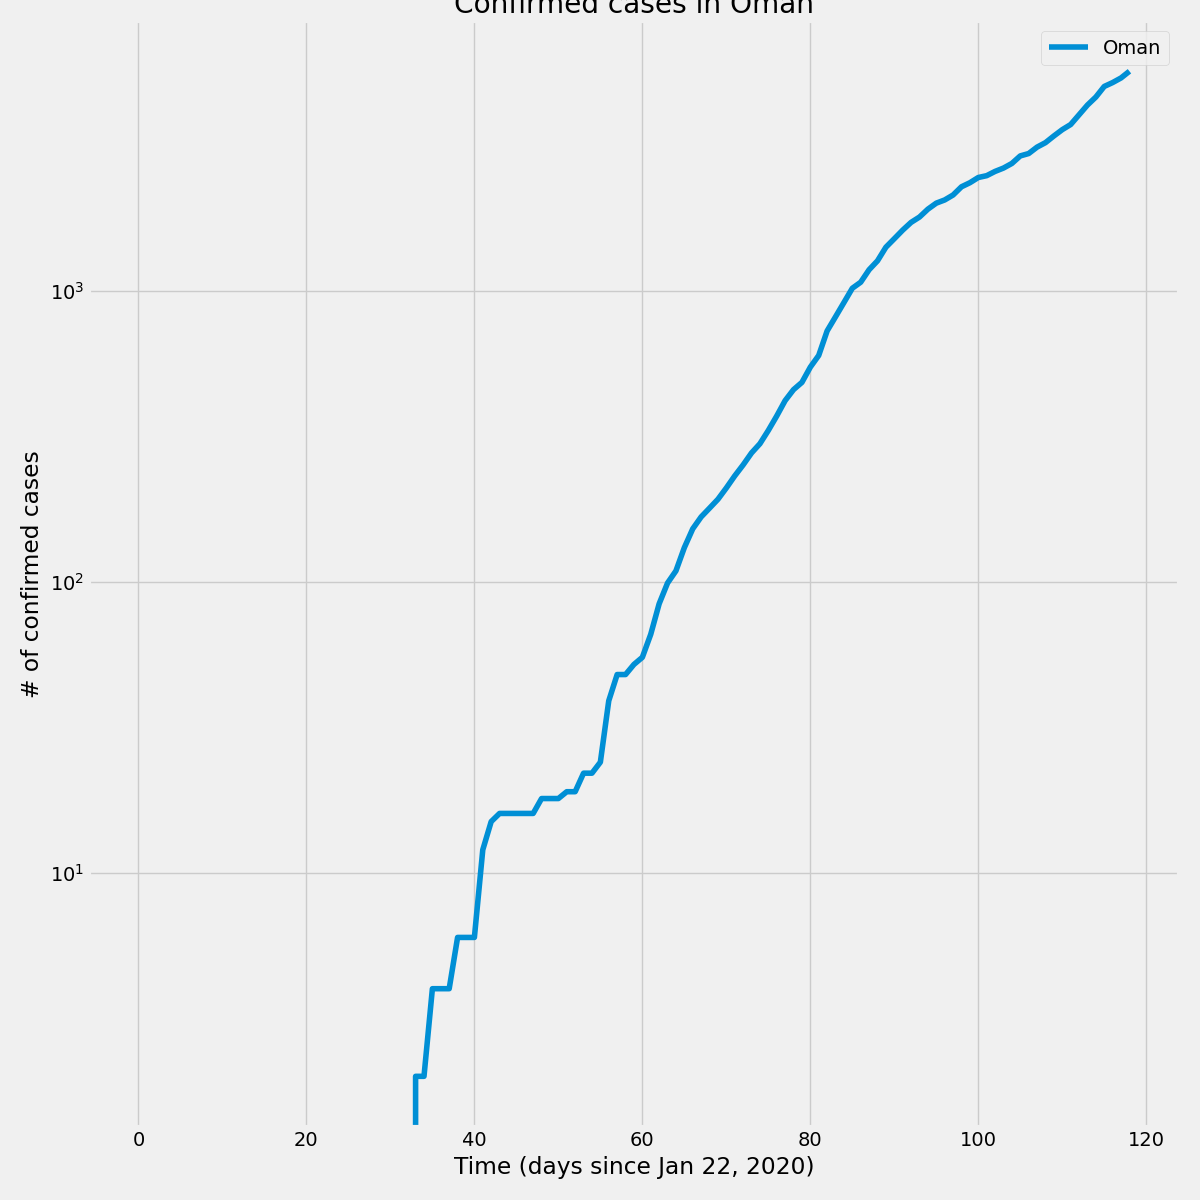 Confirmed cases in Oman
Oman
10³
10²
10¹
# of confirmed cases
0 20 40 60 80 100 120
Time (days since Jan 22, 2020)